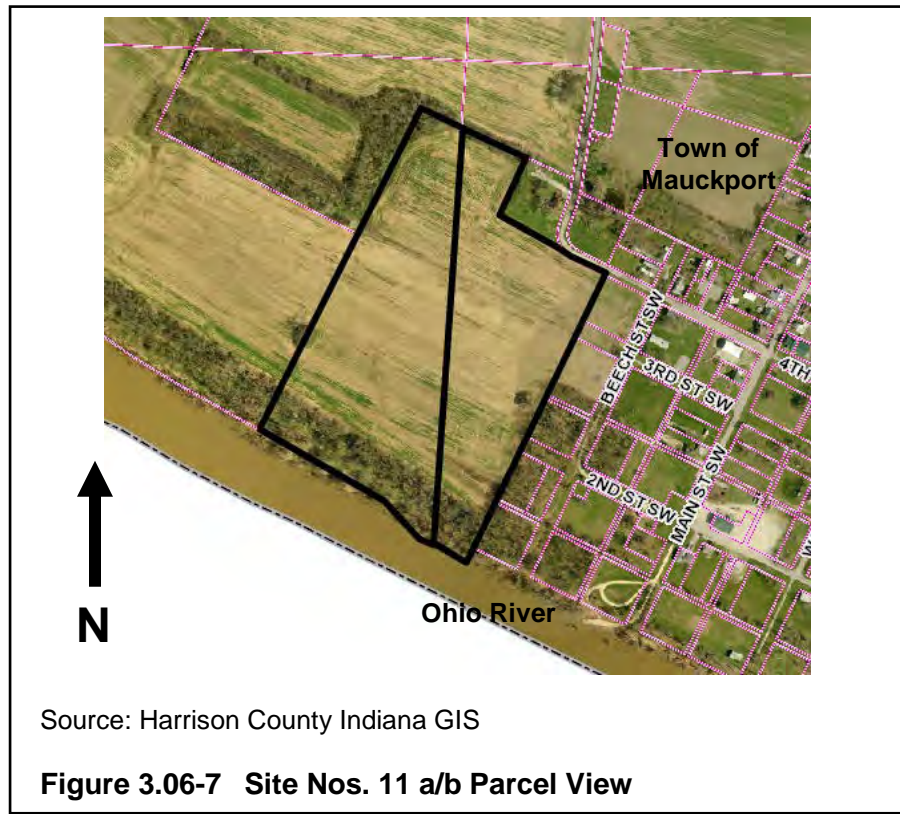 Town of
Mauckport
BEECH ST SW
3RD ST SW
4TH
2ND ST SW
MAIN ST SW
W
N
Ohio River
Source: Harrison County Indiana GIS
Figure 3.06-7 Site Nos. 11 a/b Parcel View